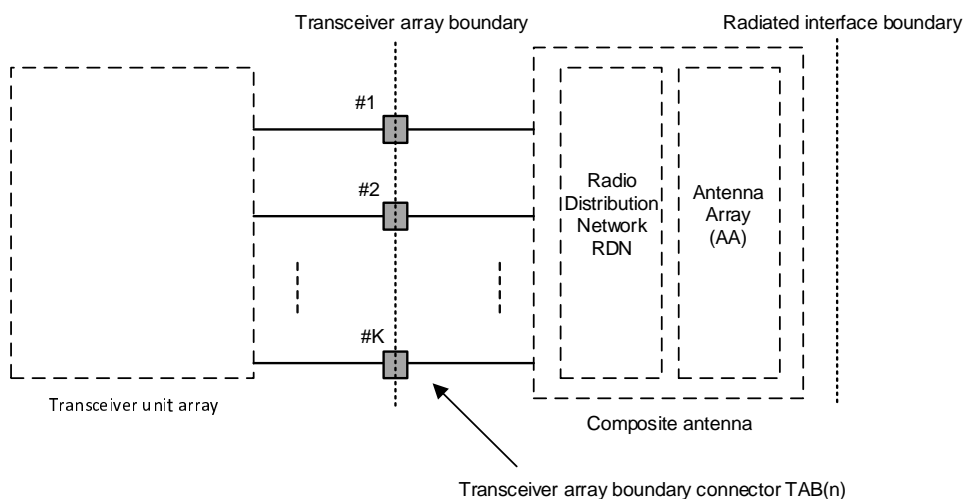 Transceiver array boundary
Radiated interface boundary
#1
#2
#K
Radio
Distribution
Network
RDN
Antenna
Array
(AA)
Transceiver unit array
Composite antenna
Transceiver array boundary connector TAB(n)